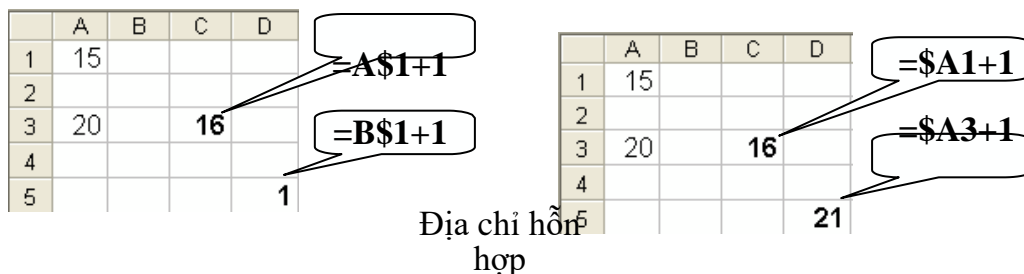 A B C D
1 15
2
3 20 16
4
5 1
=A$1+1
=B$1+1
A B C D
1 15
2
3 20 16
4
5 21
=$A1+1
=$A3+1
Địa chỉ hỗn
hợp